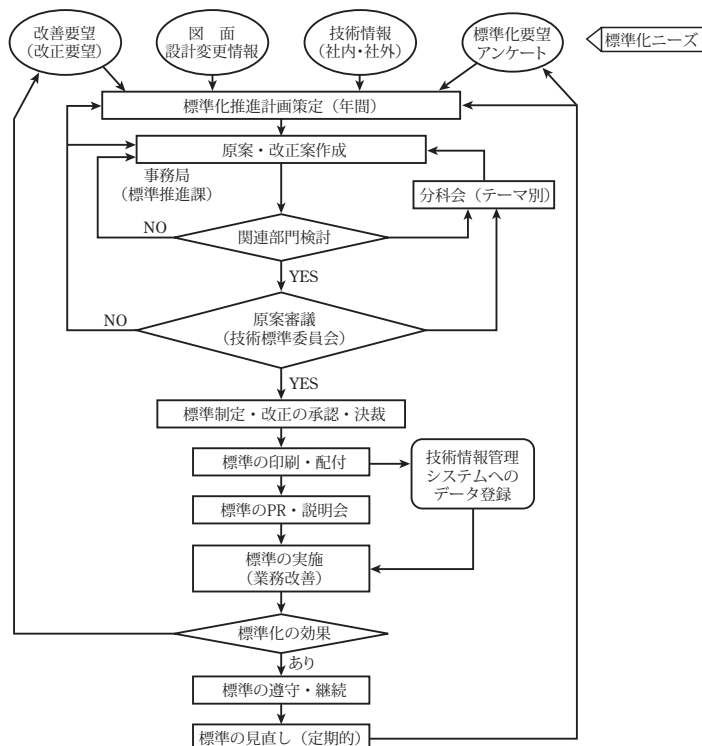 改善要望
(改正要望)
図 面
設計変更情報
技術情報
(社内・社外)
標準化要望
アンケート
標準化ニーズ
標準化推進計画策定（年間）
原案・改正案作成
事務局
（標準推進課）
分科会（テーマ別）
NO
関連部門検討
YES
NO
原案審議
(技術標準委員会)
YES
標準制定・改正の承認・決裁
標準の印刷・配付
技術情報管理
システムへの
データ登録
標準のPR・説明会
標準の実施
（業務改善）
標準化の効果
あり
標準の遵守・継続
標準の見直し（定期的）